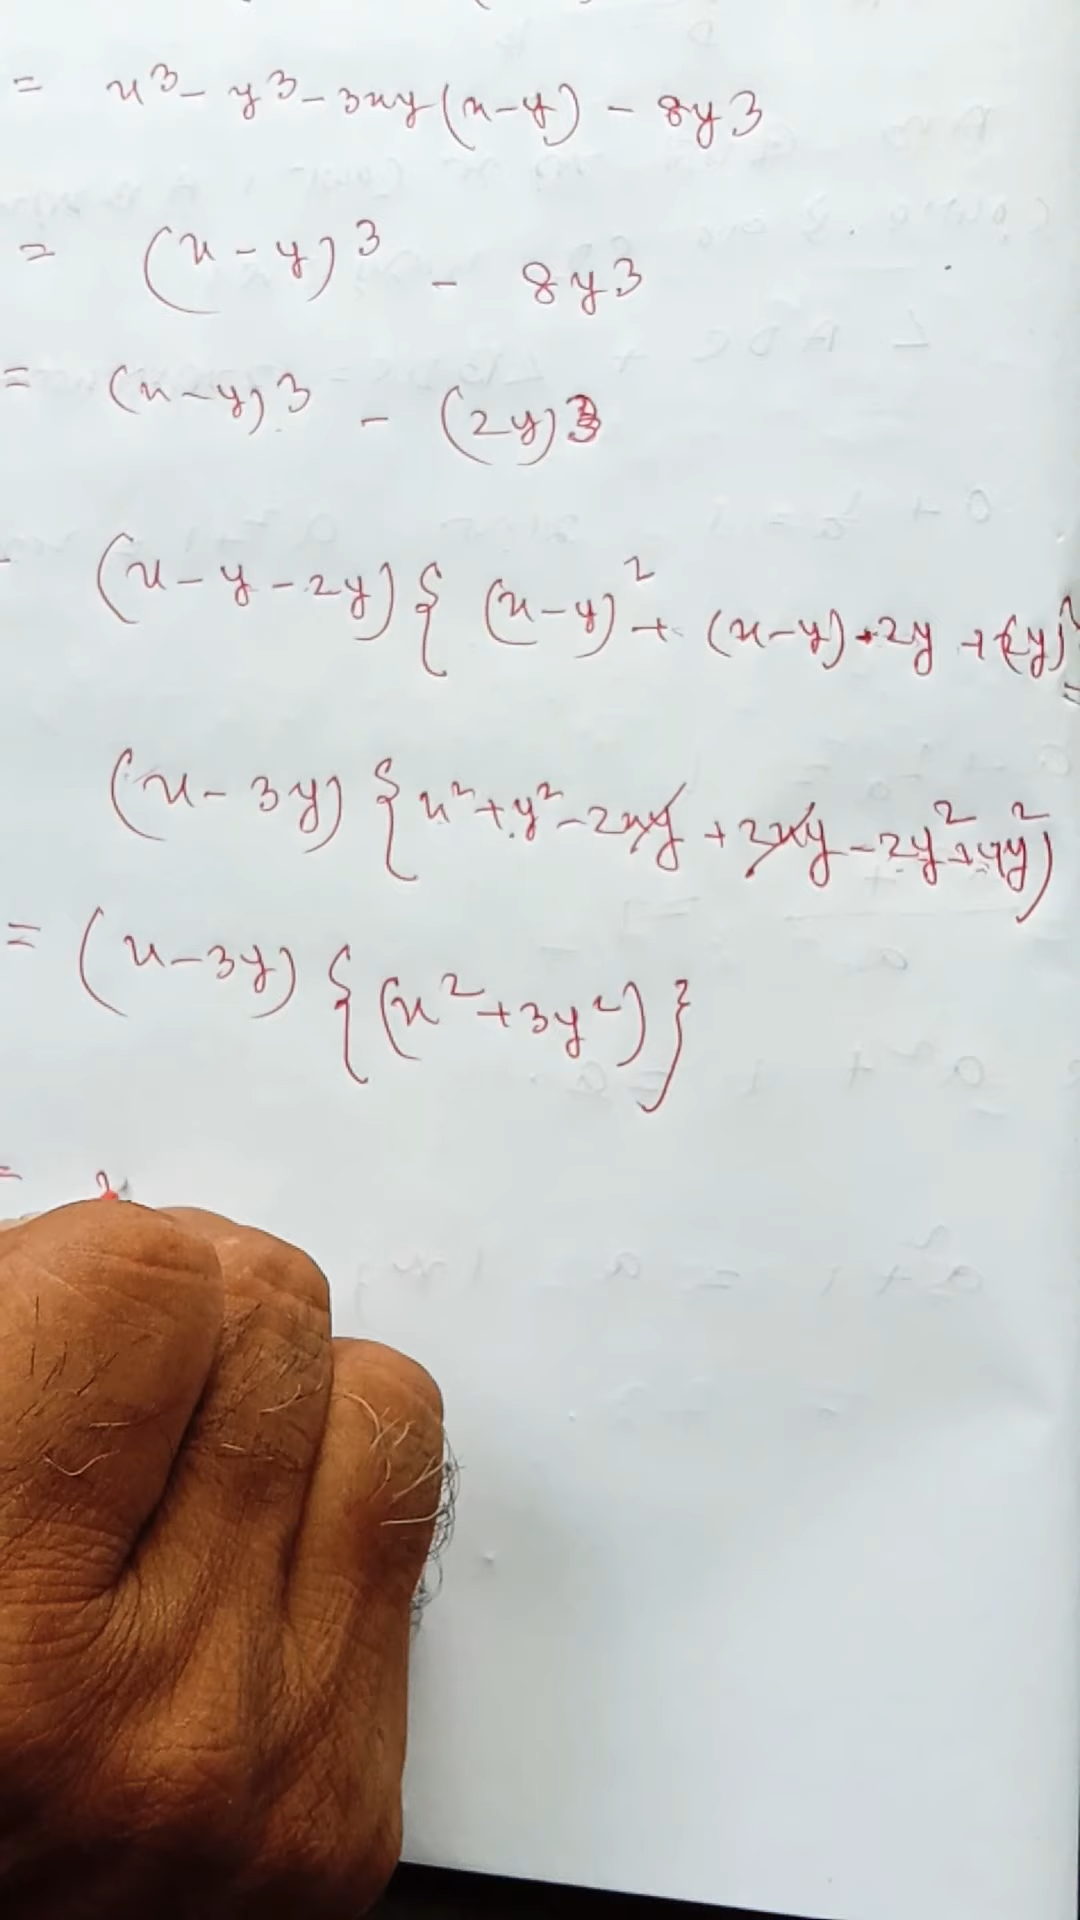 = x³ - y³ - 3xy (x-y) - 8y3
= (x - y)³ - 8y3
= (x-y)3 - (2y)3
(x - y - 2y) { (x-y)² + (x-y)·2y + (2y)²
(x - 3y) { x² + y² - 2xy + 2xy - 2y² + 4y² )
= (x-3y) { (x² + 3y²) }
=